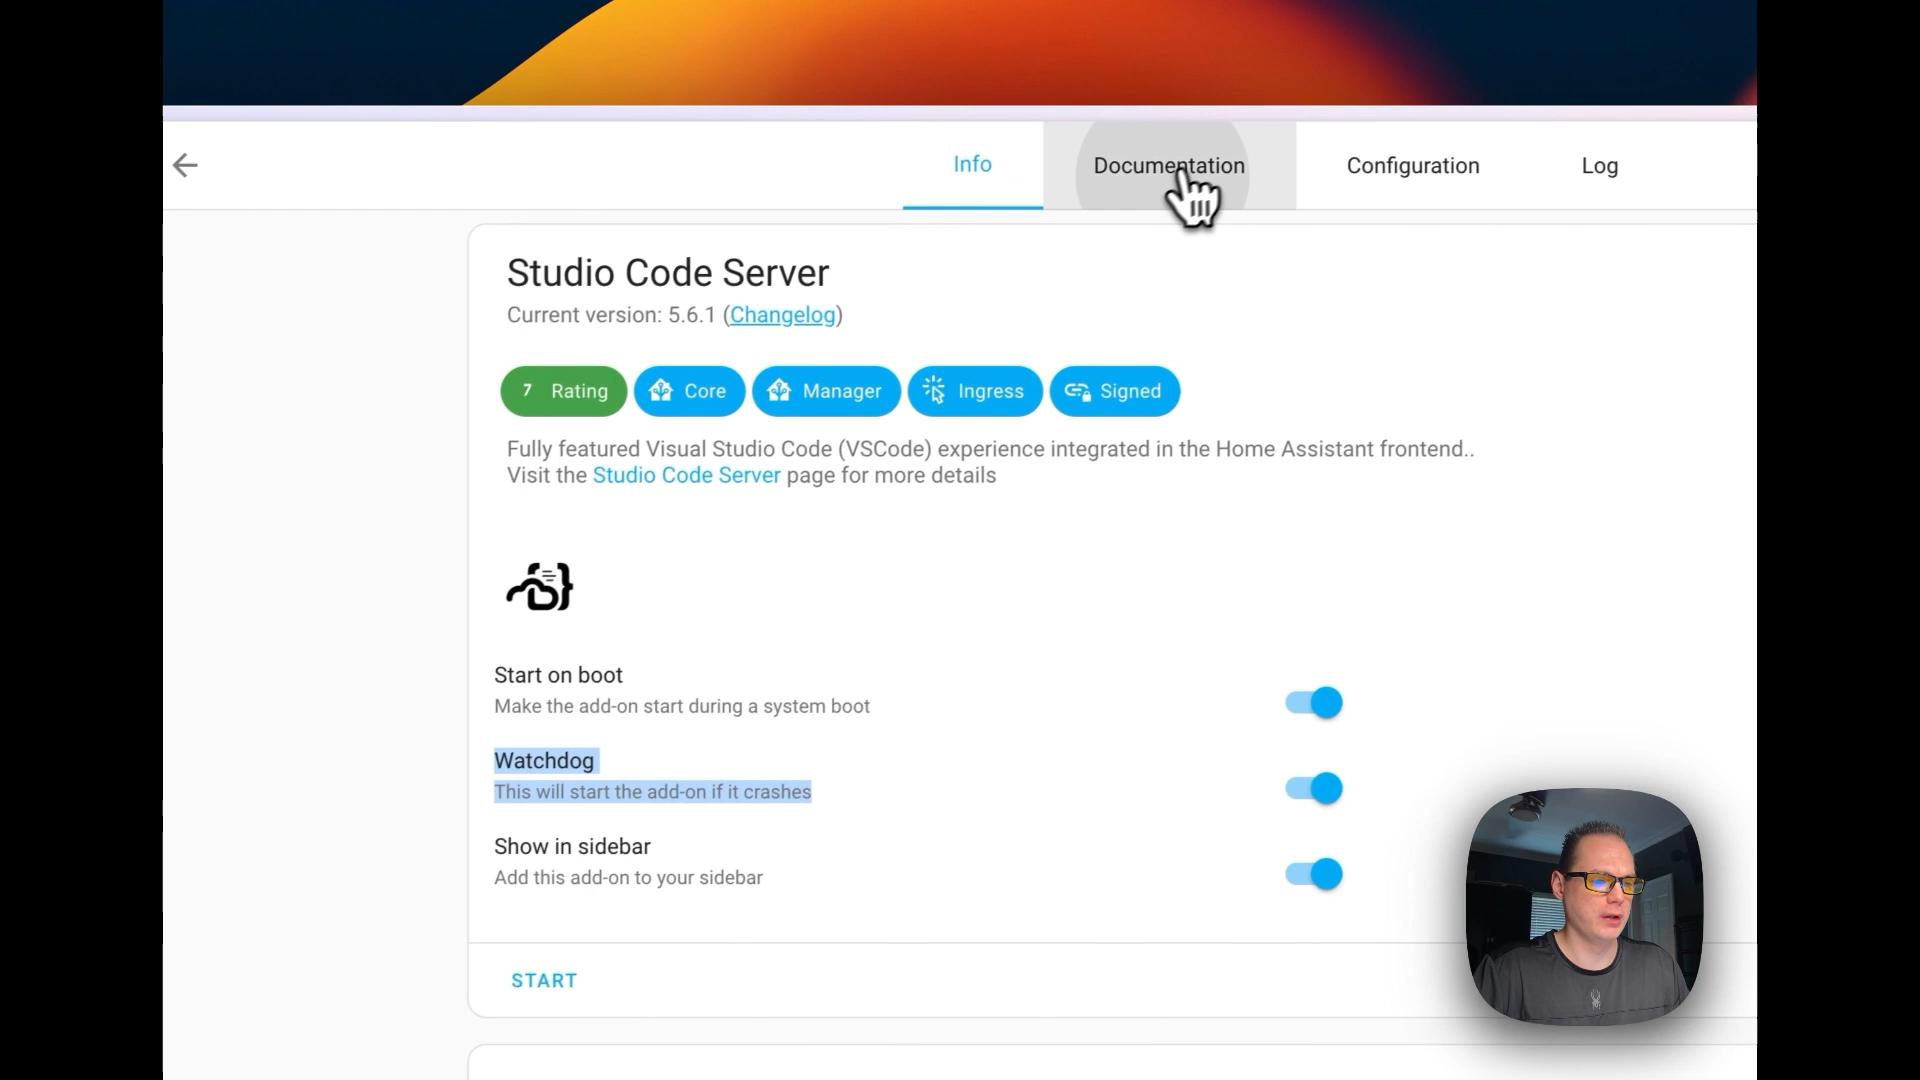 Info
Documentation
Configuration
Log
Studio Code Server
Current version: 5.6.1 (Changelog)
7 Rating
Core
Manager
Ingress
Signed
Fully featured Visual Studio Code (VSCode) experience integrated in the Home Assistant frontend..
Visit the Studio Code Server page for more details
Start on boot
Make the add-on start during a system boot
Watchdog
This will start the add-on if it crashes
Show in sidebar
Add this add-on to your sidebar
START